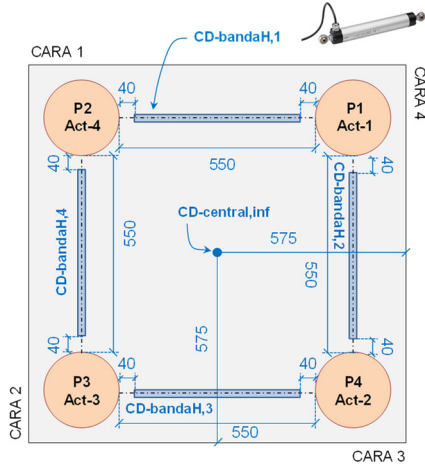 CD-bandaH,1
CARA 1
CARA 4
40
40
P2
Act-4
P1
Act-1
550
40
40
CD-bandaH,4
550
CD-central,inf
575
CD-bandaH,2
550
575
40
40
P3
Act-3
40
40
P4
Act-2
CD-bandaH,3
550
CARA 2
CARA 3